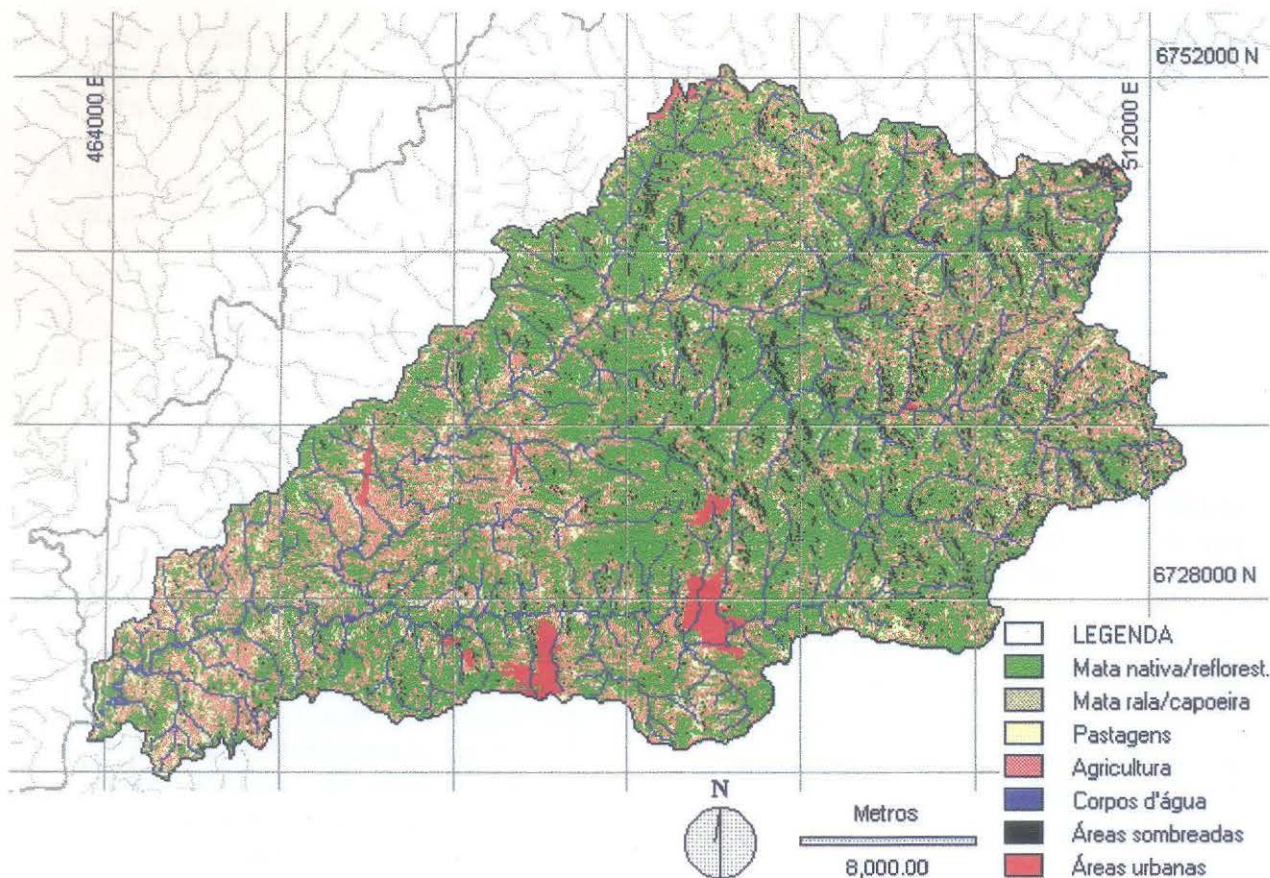 6752000 N
464000 E
512000 E
6728000 N
LEGENDA
Mata nativa/reflorest.
Mata rala/capoeira
Pastagens
Agricultura
Corpos d'água
Áreas sombreadas
Áreas urbanas
N
Metros
8,000.00